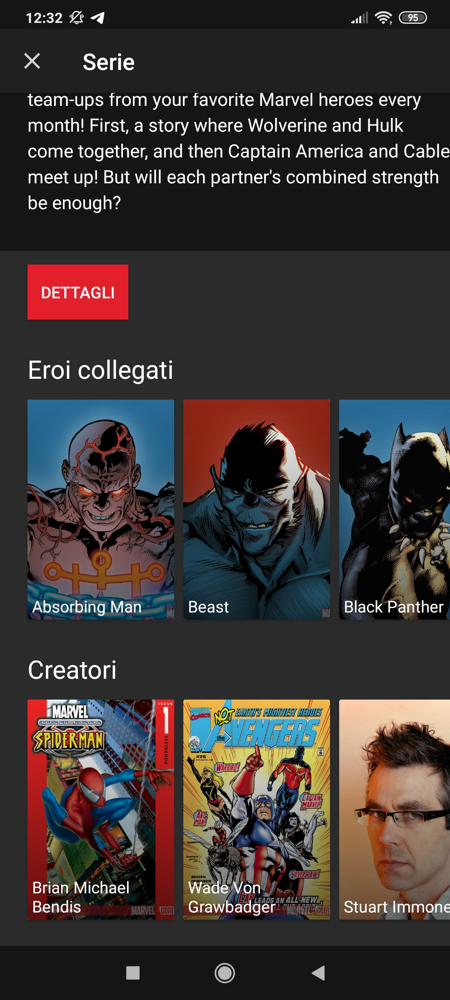 12:32
95
Serie
team-ups from your favorite Marvel heroes every
month! First, a story where Wolverine and Hulk
come together, and then Captain America and Cable
meet up! But will each partner's combined strength
be enough?
DETTAGLI
Eroi collegati
Absorbing Man
Beast
Black Panther
Creatori
MARVEL
ULTIMATE
SPIDER-MAN
ISSUE
1
POWERLESS
Brian Michael
Bendis
MARVEL .com
MARVEL
COMICS
NOT
EARTH'S MIGHTIEST HEROES
the AVENGERS
#26
WWW.MARVEL.COM
WARBIRD!
CAPTAIN
MARVEL!
ANT-
MAN!
SILVERCLAW!
BUSIEK
IMMONEN
CAP LEADS AN ALL-NEW
Wade Von
Grawbadger
MARVEL.com
Stuart Immone